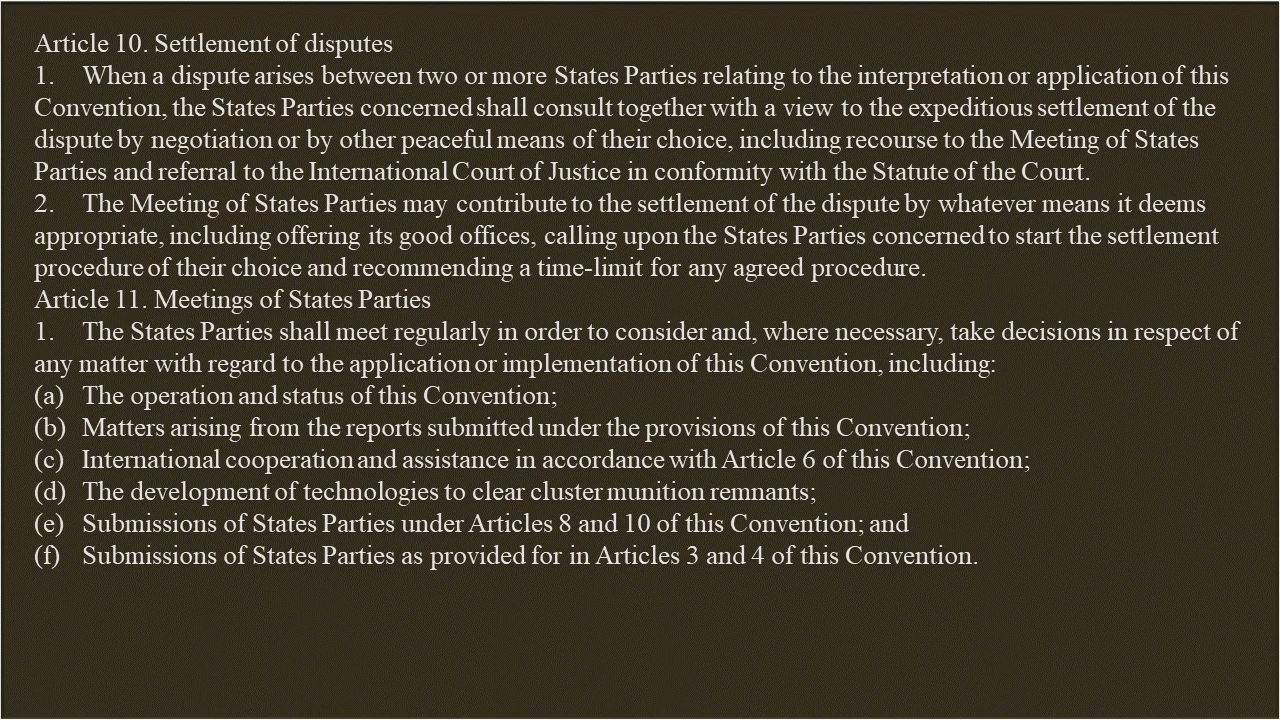 Article 10. Settlement of disputes
1. When a dispute arises between two or more States Parties relating to the interpretation or application of this
Convention, the States Parties concerned shall consult together with a view to the expeditious settlement of the
dispute by negotiation or by other peaceful means of their choice, including recourse to the Meeting of States
Parties and referral to the International Court of Justice in conformity with the Statute of the Court.
2. The Meeting of States Parties may contribute to the settlement of the dispute by whatever means it deems
appropriate, including offering its good offices, calling upon the States Parties concerned to start the settlement
procedure of their choice and recommending a time-limit for any agreed procedure.
Article 11. Meetings of States Parties
1. The States Parties shall meet regularly in order to consider and, where necessary, take decisions in respect of
any matter with regard to the application or implementation of this Convention, including:
(a) The operation and status of this Convention;
(b) Matters arising from the reports submitted under the provisions of this Convention;
(c) International cooperation and assistance in accordance with Article 6 of this Convention;
(d) The development of technologies to clear cluster munition remnants;
(e) Submissions of States Parties under Articles 8 and 10 of this Convention; and
(f) Submissions of States Parties as provided for in Articles 3 and 4 of this Convention.